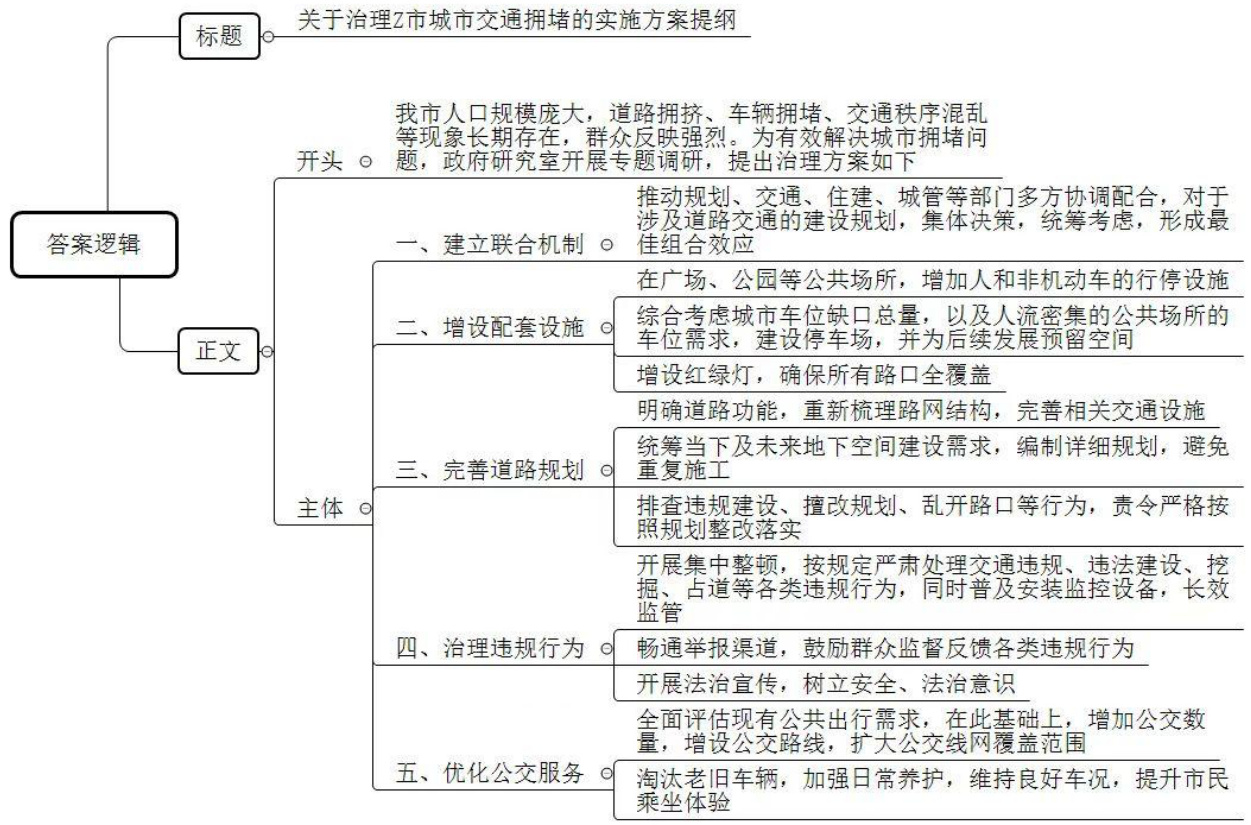 标题
关于治理Z市城市交通拥堵的实施方案提纲
答案逻辑
正文
开头
我市人口规模庞大，道路拥挤、车辆拥堵、交通秩序混乱
等现象长期存在，群众反映强烈。为有效解决城市拥堵问
题，政府研究室开展专题调研，提出治理方案如下
主体
一、建立联合机制
推动规划、交通、住建、城管等部门多方协调配合，对于
涉及道路交通的建设规划，集体决策，统筹考虑，形成最
佳组合效应
二、增设配套设施
在广场、公园等公共场所，增加人和非机动车的行停设施
综合考虑城市车位缺口总量，以及人流密集的公共场所的
车位需求，建设停车场，并为后续发展预留空间
增设红绿灯，确保所有路口全覆盖
三、完善道路规划
明确道路功能，重新梳理路网结构，完善相关交通设施
统筹当下及未来地下空间建设需求，编制详细规划，避免
重复施工
排查违规建设、擅改规划、乱开路口等行为，责令严格按
照规划整改落实
四、治理违规行为
开展集中整顿，按规定严肃处理交通违规、违法建设、挖
掘、占道等各类违规行为，同时普及安装监控设备，长效
监管
畅通举报渠道，鼓励群众监督反馈各类违规行为
开展法治宣传，树立安全、法治意识
五、优化公交服务
全面评估现有公共出行需求，在此基础上，增加公交数
量，增设公交路线，扩大公交线网覆盖范围
淘汰老旧车辆，加强日常养护，维持良好车况，提升市民
乘坐体验